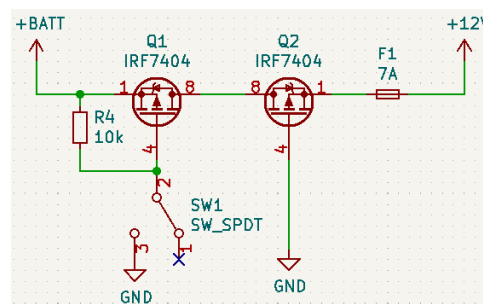 +BATT
+12V
Q1
IRF7404
Q2
IRF7404
F1
7A
1
8
8
1
R4
10k
4
4
2
SW1
SW_SPDT
3
1
GND
GND